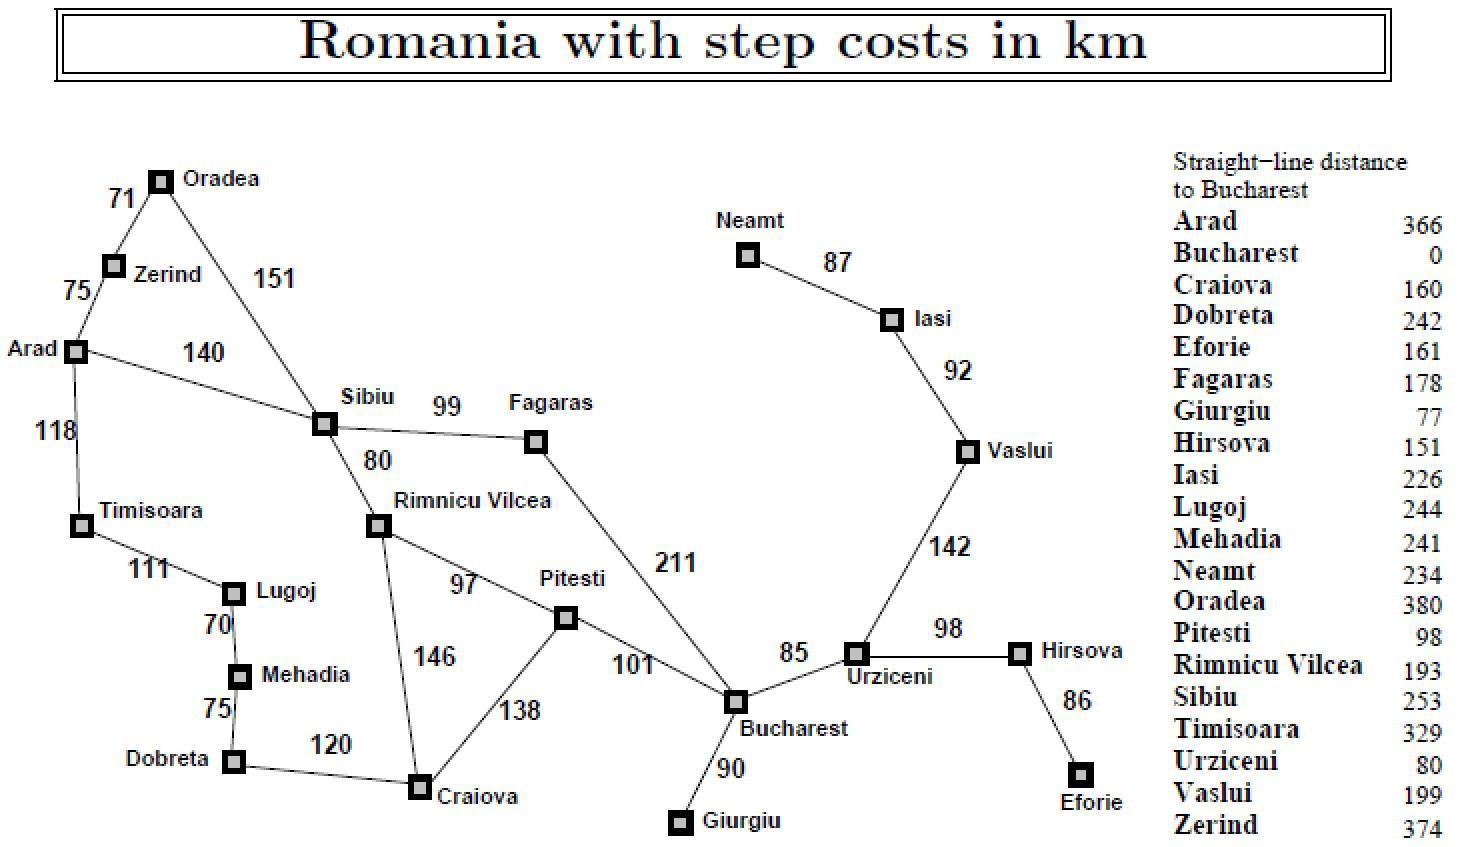 Romania with step costs in km
Oradea
71
Neamt
87
Zerind
151
75
Iasi
Arad
140
92
Sibiu
99
Fagaras
118
80
Vaslui
Rimnicu Vilcea
Timisoara
142
211
111
97
Pitesti
Lugoj
70
98
Hirsova
146
101
85
Urziceni
Mehadia
86
75
138
Bucharest
120
Dobreta
90
Craiova
Eforie
Giurgiu
Straight−line distance
to Bucharest
Arad 366
Bucharest 0
Craiova 160
Dobreta 242
Eforie 161
Fagaras 178
Giurgiu 77
Hirsova 151
Iasi 226
Lugoj 244
Mehadia 241
Neamt 234
Oradea 380
Pitesti 98
Rimnicu Vilcea 193
Sibiu 253
Timisoara 329
Urziceni 80
Vaslui 199
Zerind 374